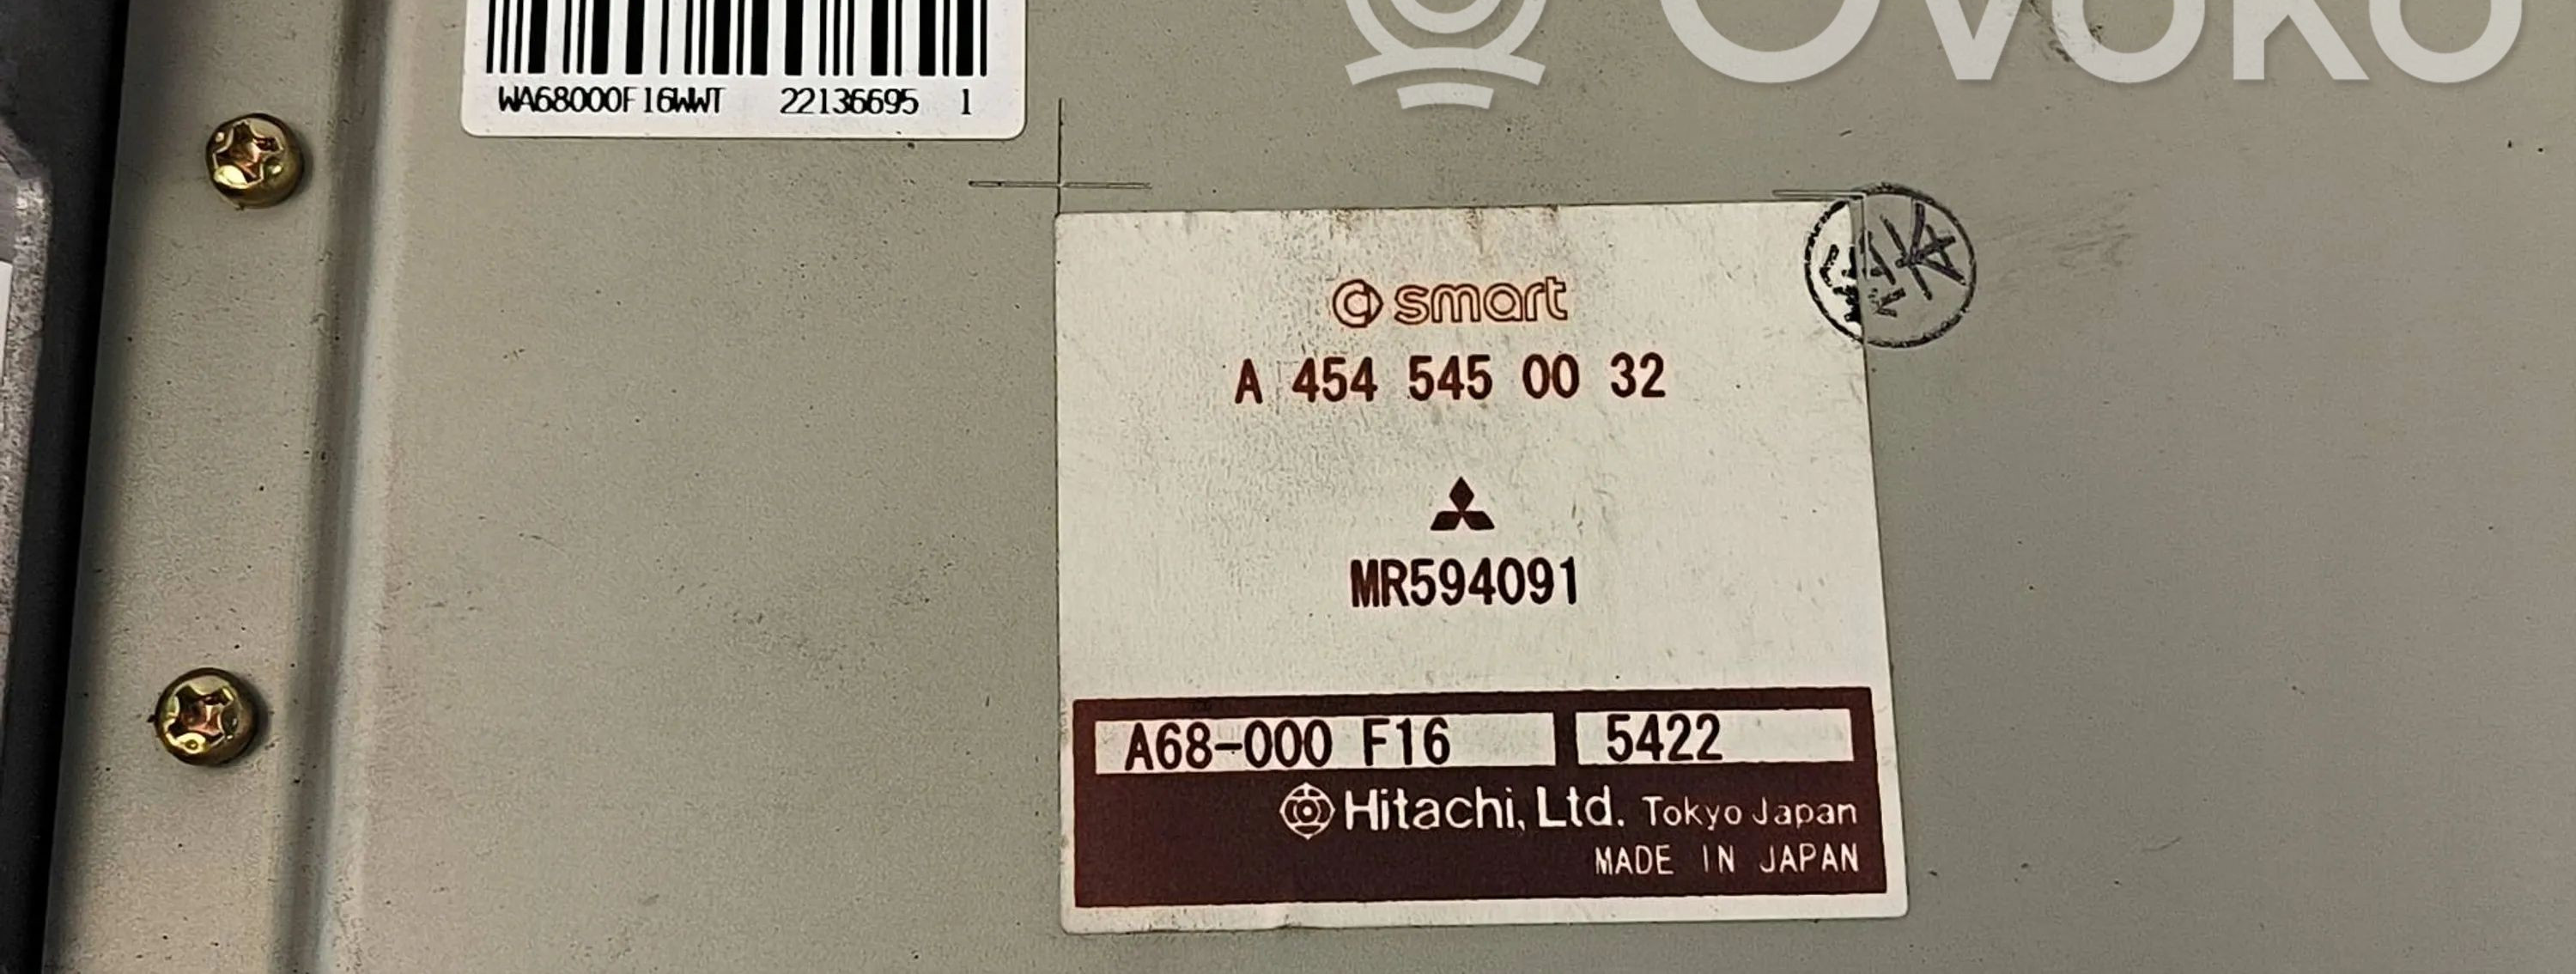 OVOKO
WA68000F16WWT 22136695 1
smart
A 454 545 00 32
MR594091
A68-000 F16 5422
Hitachi, Ltd. Tokyo Japan
MADE IN JAPAN